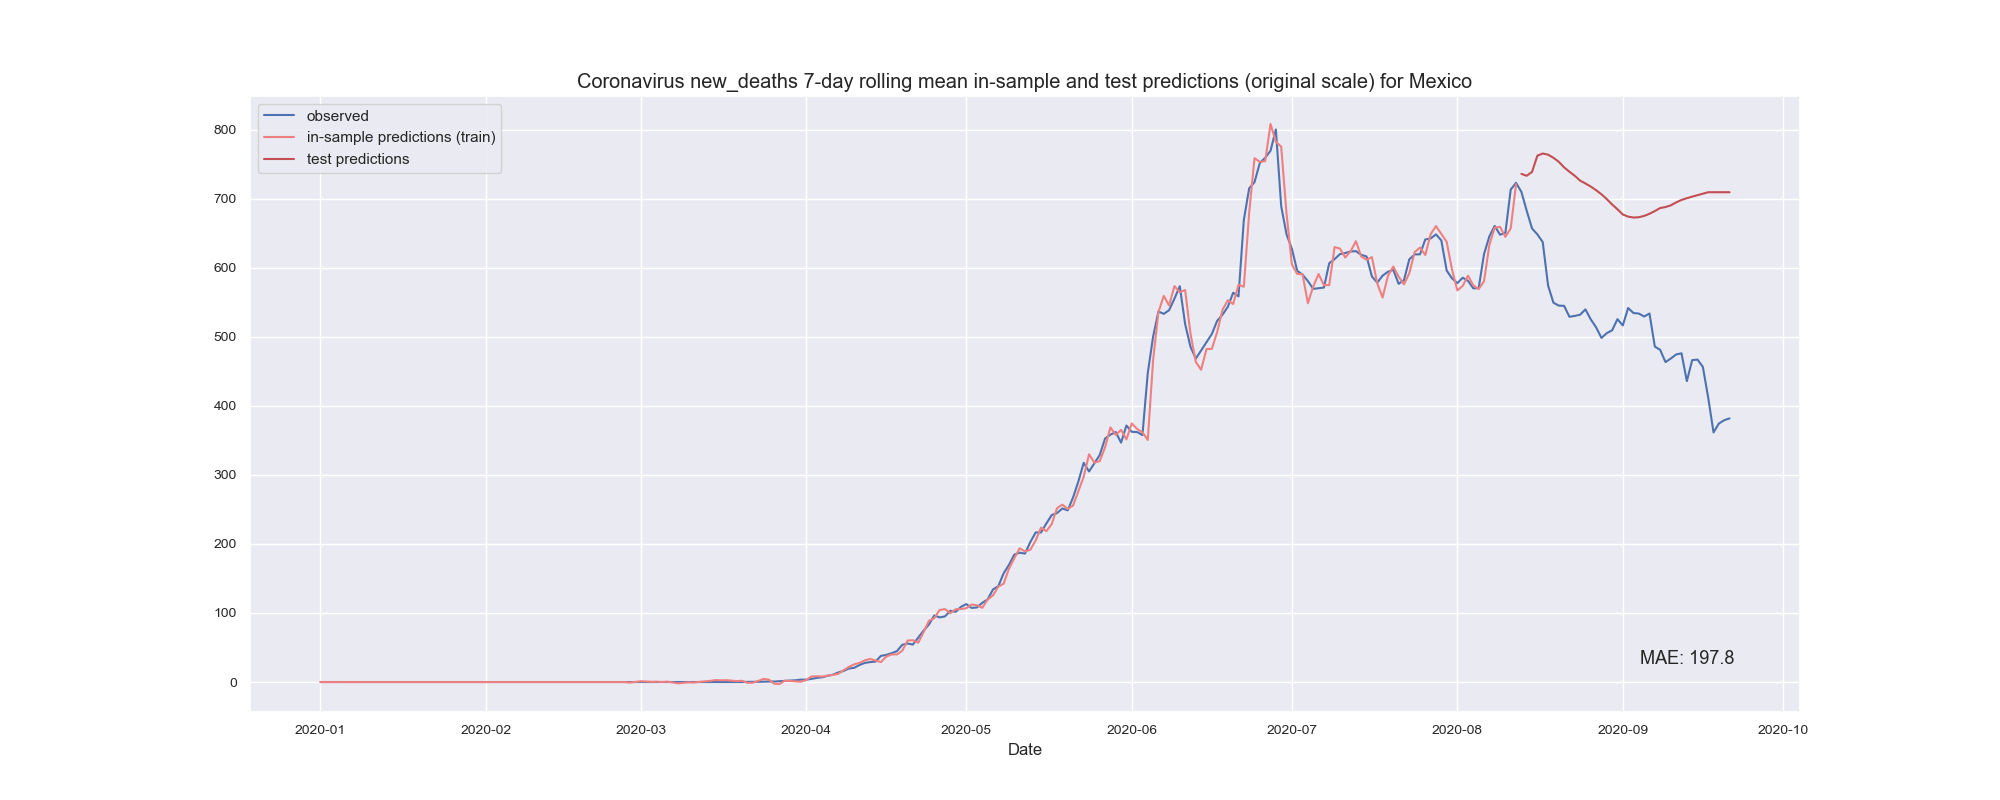 Coronavirus new_deaths 7-day rolling mean in-sample and test predictions (original scale) for Mexico
observed
in-sample predictions (train)
test predictions
800
700
600
500
400
300
200
100
0
MAE: 197.8
2020-01 2020-02 2020-03 2020-04 2020-05 2020-06 2020-07 2020-08 2020-09 2020-10
Date